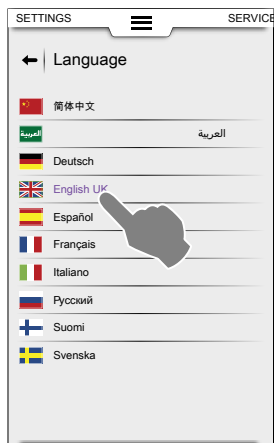 SETTINGS SERVICE
Language
简体中文
العربية العربية
Deutsch
English UK
Español
Français
Italiano
Русский
Suomi
Svenska